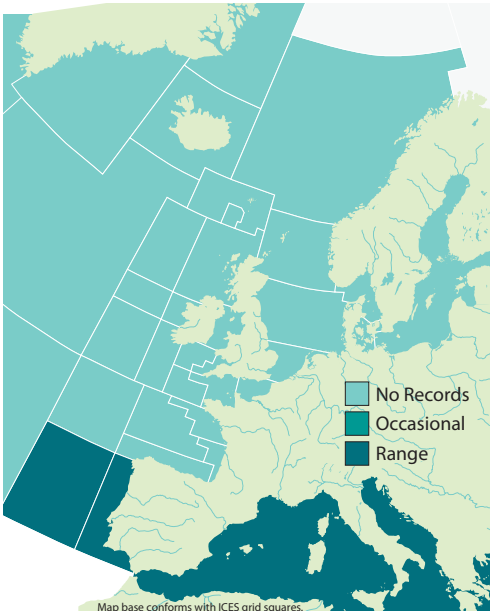 No Records
Occasional
Range
Map base conforms with ICES grid squares.